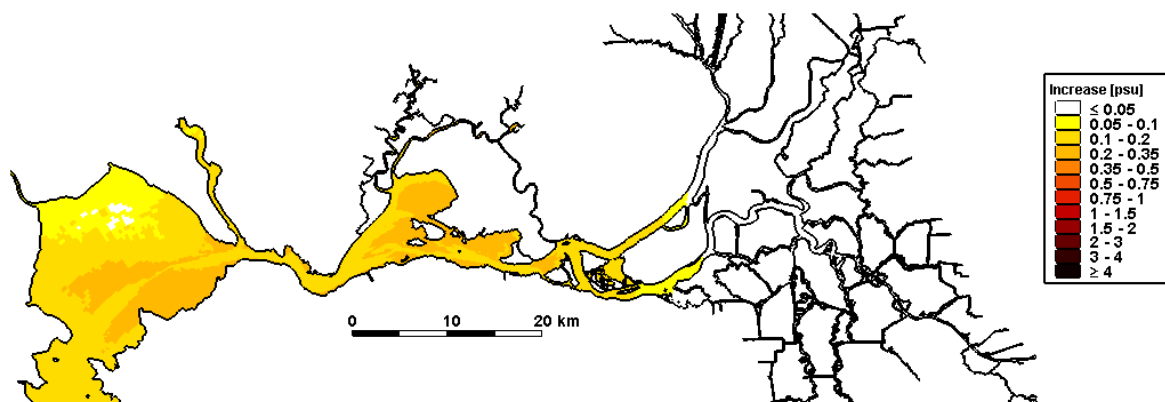 Increase [psu]
≤ 0.05
0.05 - 0.1
0.1 - 0.2
0.2 - 0.35
0.35 - 0.5
0.5 - 0.75
0.75 - 1
1 - 1.5
1.5 - 2
2 - 3
3 - 4
≥ 4
0 10 20 km